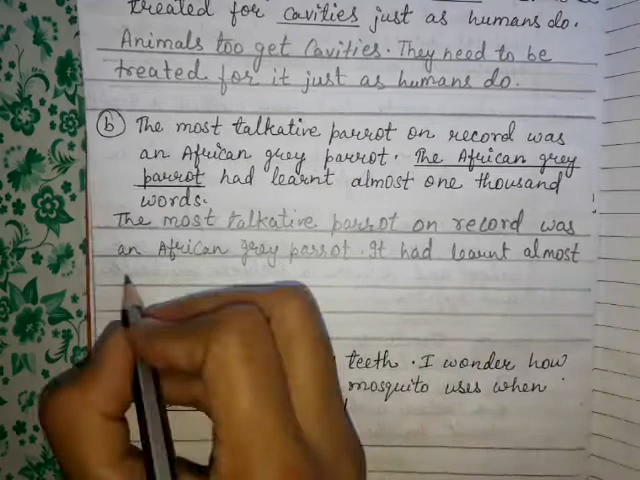 treated for cavities just as humans do.
Animals too get Cavities. They need to be
treated for it just as humans do.
(b) The most talkative parrot on record was
an African grey parrot. The African grey
parrot had learnt almost one thousand
words.
The most talkative parrot on record was
an African grey parrot. It had learnt almost
teeth. I wonder how
mosquito uses when